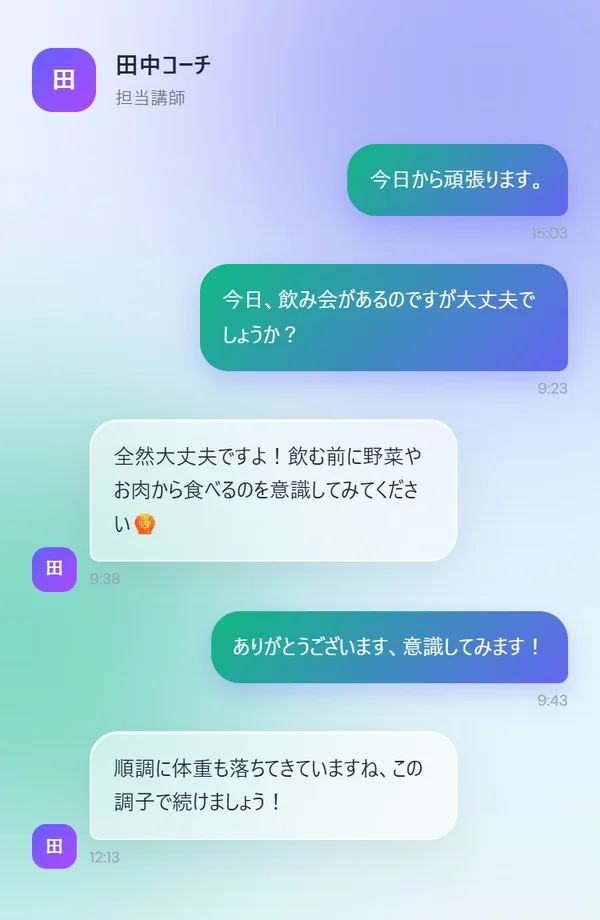 田
田中コーチ
担当講師
今日から頑張ります。
15:03
今日、飲み会があるのですが大丈夫で
しょうか？
9:23
全然大丈夫ですよ！飲む前に野菜や
お肉から食べるのを意識してみてくださ
い
田
9:38
ありがとうございます、意識してみます！
9:43
順調に体重も落ちてきていますね、この
調子で続けましょう！
田
12:13